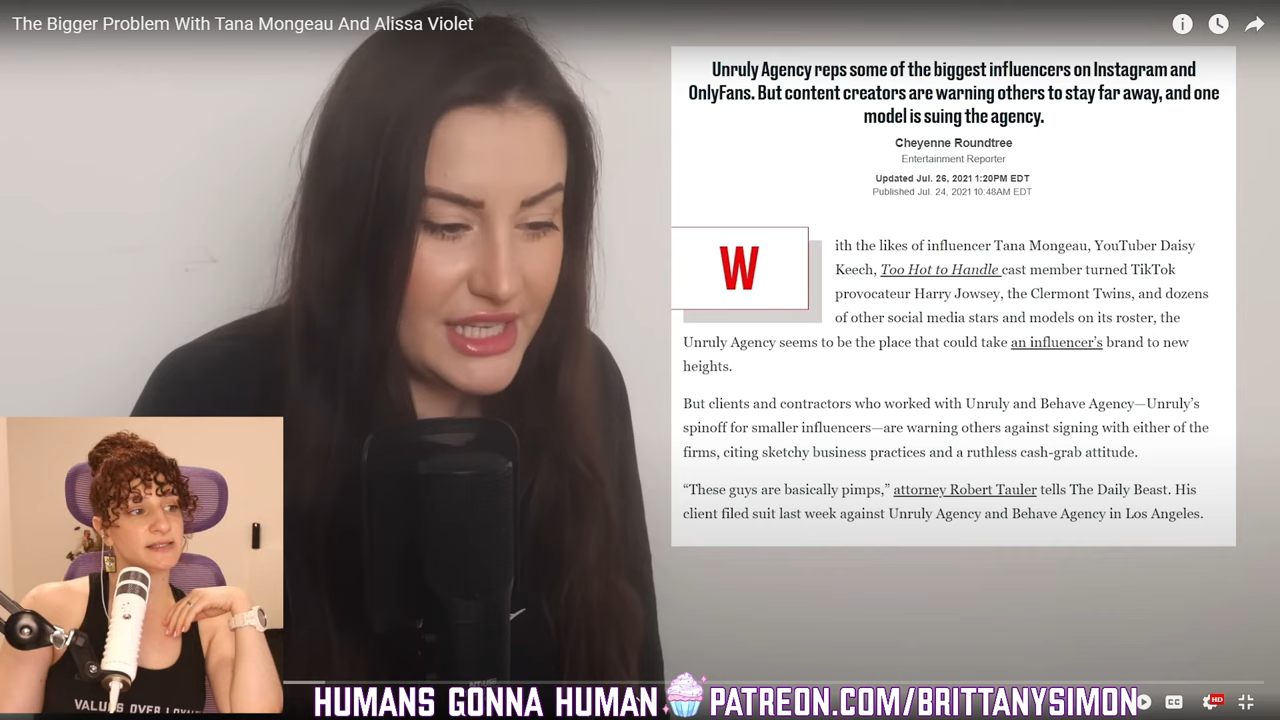 The Bigger Problem With Tana Mongeau And Alissa Violet
Unruly Agency reps some of the biggest influencers on Instagram and
OnlyFans. But content creators are warning others to stay far away, and one
model is suing the agency.
Cheyenne Roundtree
Entertainment Reporter
Updated Jul. 26, 2021 1:20PM EDT
Published Jul. 24, 2021 10:48AM EDT
W
ith the likes of influencer Tana Mongeau, YouTuber Daisy
Keech, Too Hot to Handle cast member turned TikTok
provocateur Harry Jowsey, the Clermont Twins, and dozens
of other social media stars and models on its roster, the
Unruly Agency seems to be the place that could take an influencer's brand to new
heights.
But clients and contractors who worked with Unruly and Behave Agency—Unruly's
spinoff for smaller influencers—are warning others against signing with either of the
firms, citing sketchy business practices and a ruthless cash-grab attitude.
“These guys are basically pimps,” attorney Robert Tauler tells The Daily Beast. His
client filed suit last week against Unruly Agency and Behave Agency in Los Angeles.
VALUES OVER
HUMANS GONNA HUMAN PATREON.COM/BRITTANYSIMON
CC
HD